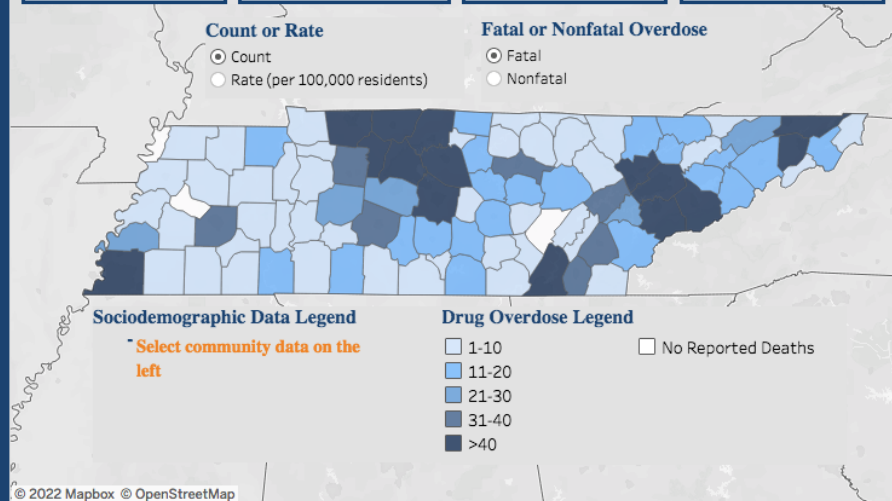 Count or Rate
Count
Rate (per 100,000 residents)
Fatal or Nonfatal Overdose
Fatal
Nonfatal
Sociodemographic Data Legend
Select community data on the
left
Drug Overdose Legend
1-10
11-20
21-30
31-40
>40
No Reported Deaths
© 2022 Mapbox © OpenStreetMap